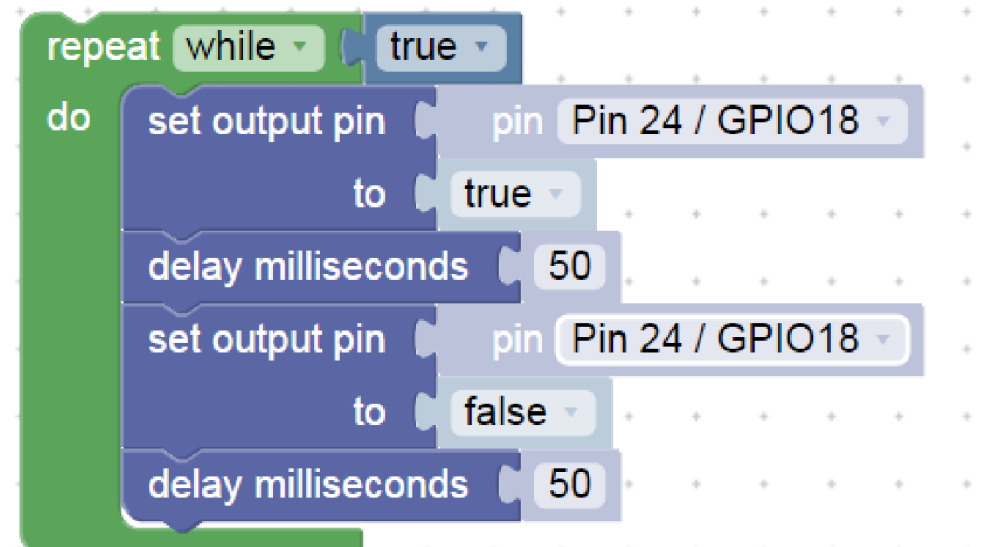 repeat while true
do set output pin pin Pin 24 / GPIO18
to true
delay milliseconds 50
set output pin pin Pin 24 / GPIO18
to false
delay milliseconds 50